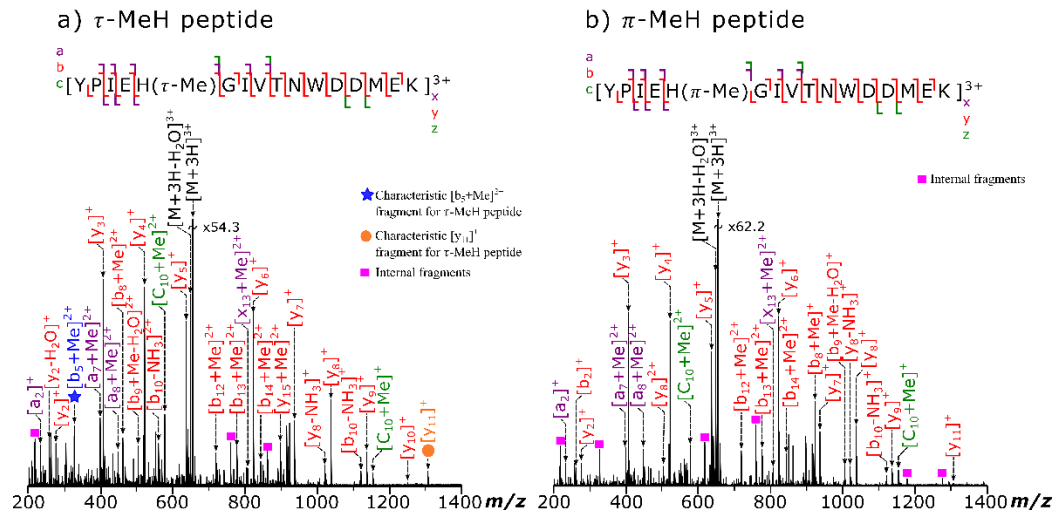 a) τ-MeH peptide
a
b
c
[YPIEH(τ-Me)GIVTNWDDMEK]³⁺
x
y
z
[M+3H-H₂O]³⁺
[M+3H]³⁺
~ x54.3
★ Characteristic [b₅+Me]²⁺
fragment for τ-MeH peptide
● Characteristic [y₁₁]⁺
fragment for τ-MeH peptide
■ Internal fragments
[a₂]⁺
[y₂-H₂O]⁺
[y₂]⁺
[b₅+Me]²⁺
[a₇+Me]²⁺
[y₃]⁺
[a₈+Me]²⁺
[b₈+Me]²⁺
[b₉+Me-H₂O]²⁺
[y₄]⁺
[b₁₀-NH₃]²⁺
[C₁₀+Me]²⁺
[y₅]⁺
[b₁₂+Me]²⁺
[b₁₃+Me]²⁺
[x₁₃+Me]²⁺
[y₆]⁺
[b₁₄+Me]²⁺
[y₁₅+Me]²⁺
[y₇]⁺
[y₈-NH₃]⁺
[y₈]⁺
[b₁₀-NH₃]⁺
[y₉]⁺
[C₁₀+Me]⁺
[y₁₀]⁺
[y₁₁]⁺
200 400 600 800 1000 1200 1400 m/z
b) π-MeH peptide
a
b
c
[YPIEH(π-Me)GIVTNWDDMEK]³⁺
x
y
z
[M+3H-H₂O]³⁺
[M+3H]³⁺
~ x62.2
■ Internal fragments
[a₂]⁺
[y₂]⁺
[b₂]⁺
[a₇+Me]²⁺
[y₃]⁺
[a₈+Me]²⁺
[y₈]²⁺
[y₄]⁺
[C₁₀+Me]²⁺
[y₅]⁺
[b₁₂+Me]²⁺
[b₁₃+Me]²⁺
[x₁₃+Me]²⁺
[y₆]⁺
[b₁₄+Me]²⁺
[b₈+Me]⁺
[y₇]⁺
[b₉+Me-H₂O]⁺
[y₈-NH₃]⁺
[y₈]⁺
[b₁₀-NH₃]⁺
[y₉]⁺
[C₁₀+Me]⁺
[y₁₁]⁺
200 400 600 800 1000 1200 1400 m/z